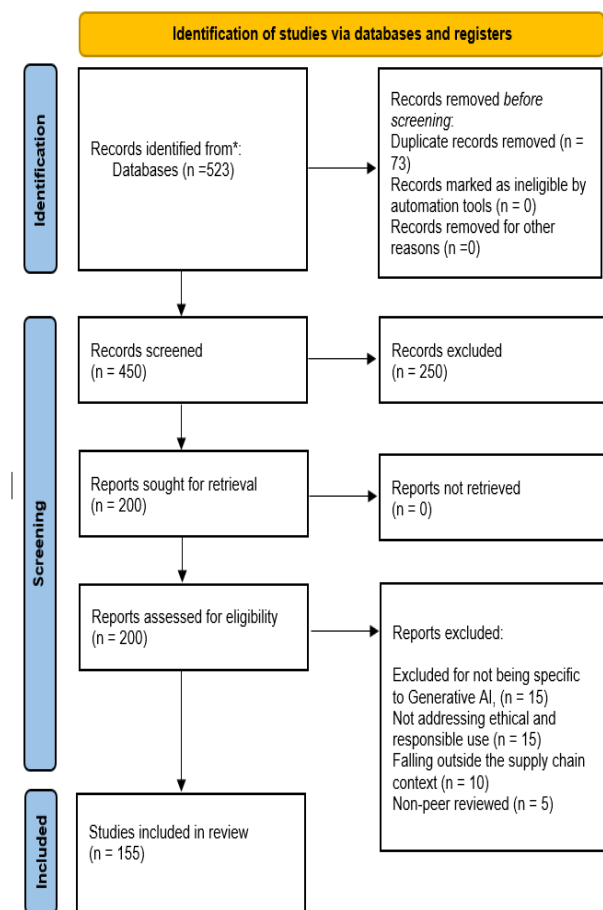 Identification of studies via databases and registers
Identification
Records identified from*:
Databases (n =523)
Records removed before
screening:
Duplicate records removed (n =
73)
Records marked as ineligible by
automation tools (n = 0)
Records removed for other
reasons (n =0)
Screening
Records screened
(n = 450)
Records excluded
(n = 250)
Reports sought for retrieval
(n = 200)
Reports not retrieved
(n = 0)
Reports assessed for eligibility
(n = 200)
Reports excluded:
Excluded for not being specific
to Generative AI, (n = 15)
Not addressing ethical and
responsible use (n = 15)
Falling outside the supply chain
context (n = 10)
Non-peer reviewed (n = 5)
Included
Studies included in review
(n = 155)